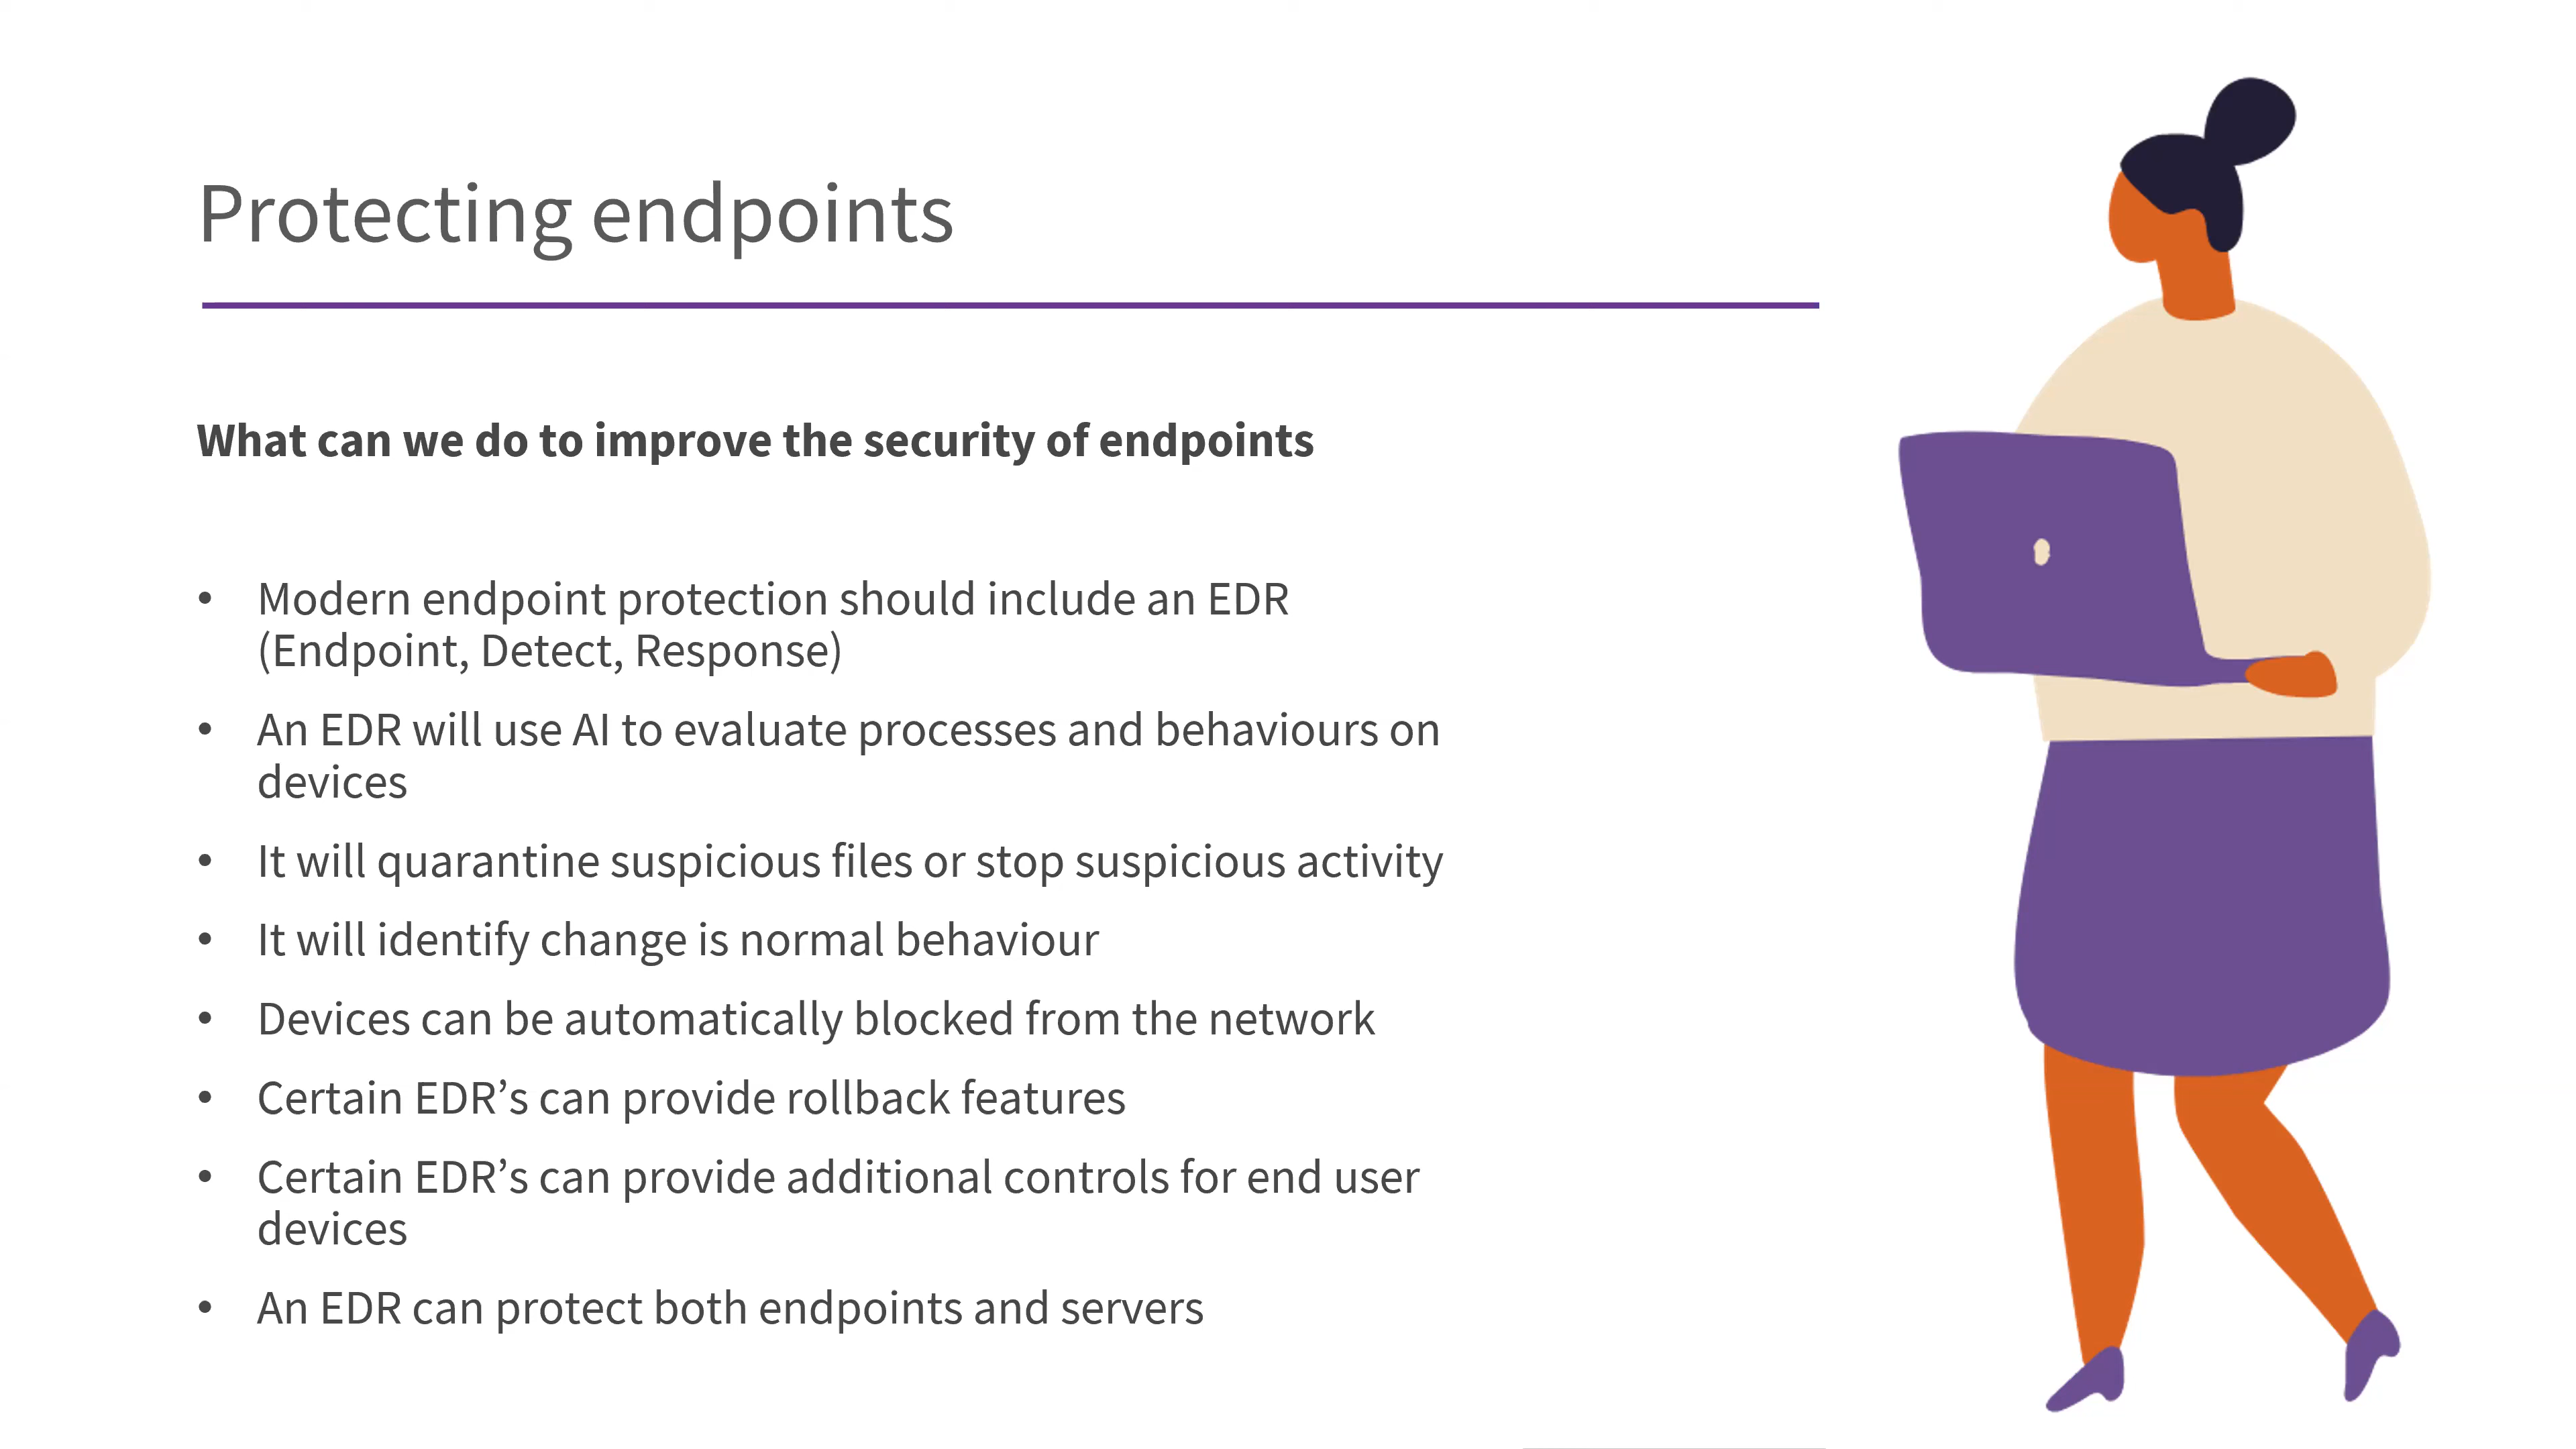 Protecting endpoints
What can we do to improve the security of endpoints
• Modern endpoint protection should include an EDR
(Endpoint, Detect, Response)
• An EDR will use AI to evaluate processes and behaviours on
devices
• It will quarantine suspicious files or stop suspicious activity
• It will identify change is normal behaviour
• Devices can be automatically blocked from the network
• Certain EDR’s can provide rollback features
• Certain EDR’s can provide additional controls for end user
devices
• An EDR can protect both endpoints and servers